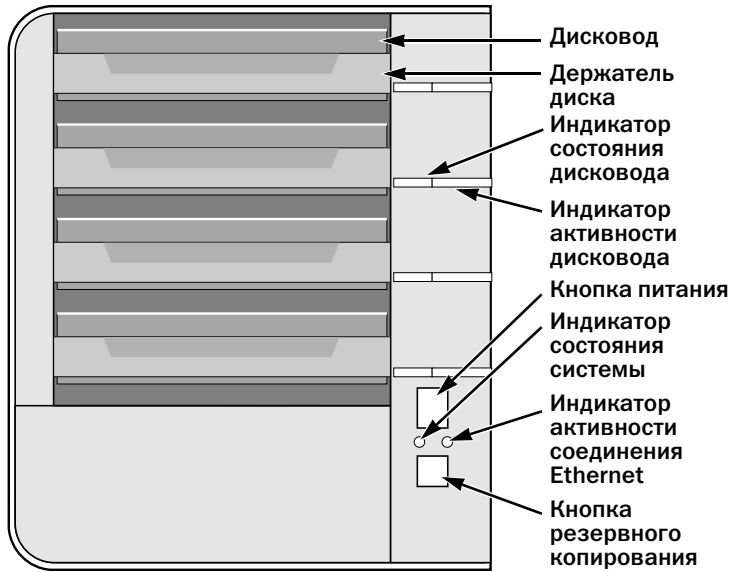 Дисковод
Держатель
диска
Индикатор
состояния
дисковода
Индикатор
активности
дисковода
Кнопка питания
Индикатор
состояния
системы
Индикатор
активности
соединения
Ethernet
Кнопка
резервного
копирования